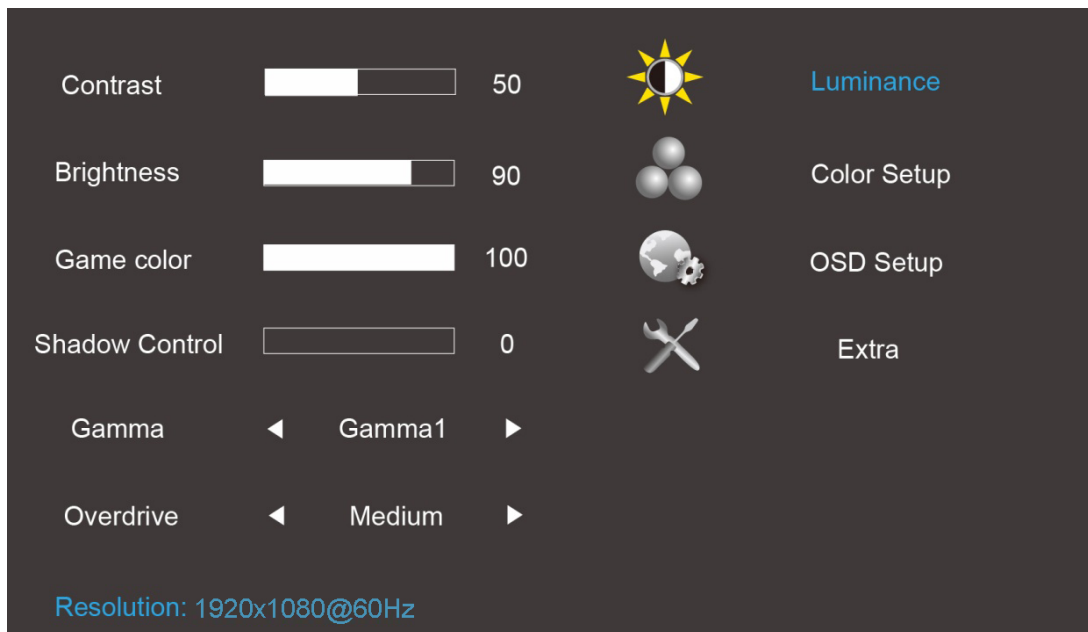 Contrast 50 Luminance
Brightness 90 Color Setup
Game color 100 OSD Setup
Shadow Control 0 Extra
Gamma Gamma1
Overdrive Medium
Resolution: 1920x1080@60Hz